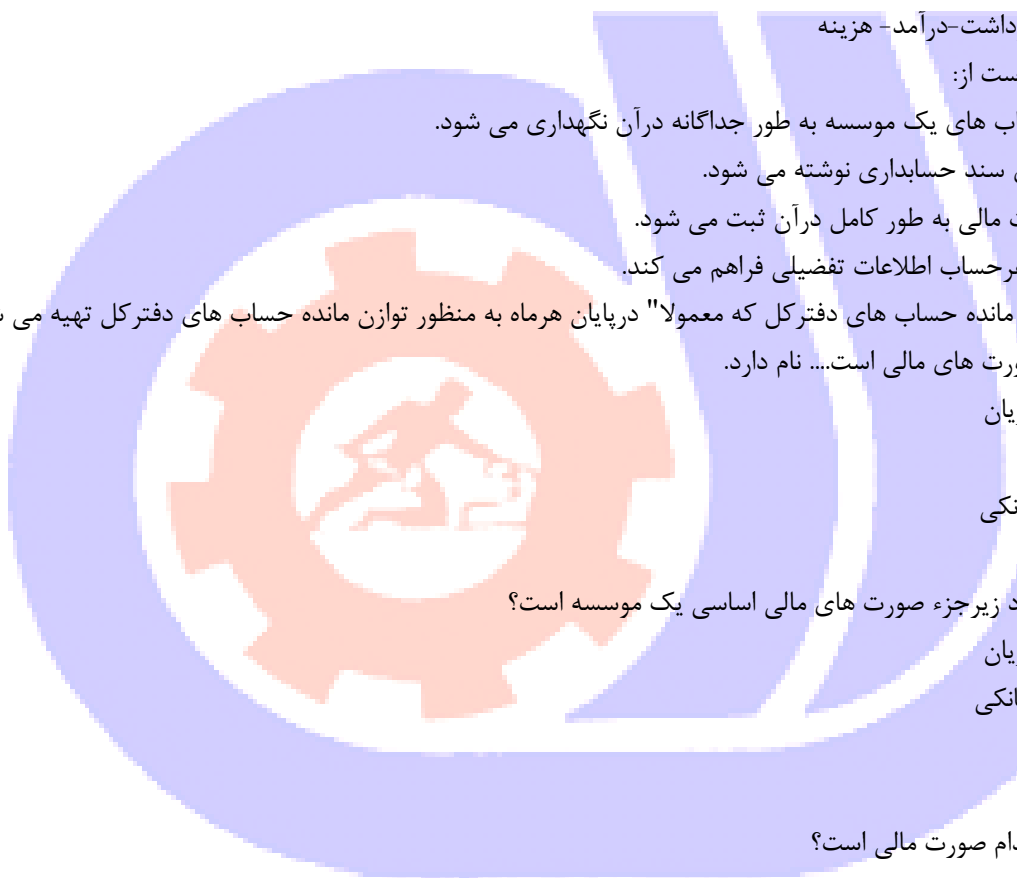 داشت-درآمد- هزینه
ست از:
اب های یک موسسه به طور جداگانه درآن نگهداری می شود.
سند حسابداری نوشته می شود.
مالی به طور کامل درآن ثبت می شود.
رحساب اطلاعات تفضیلی فراهم می کند.
مانده حساب های دفترکل که معمولا" درپایان هرماه به منظور توازن مانده حساب های دفترکل تهیه می
ورت های مالی است.... نام دارد.
یان
نکی
د زیرجزء صورت های مالی اساسی یک موسسه است؟
یان
انکی
دام صورت مالی است؟